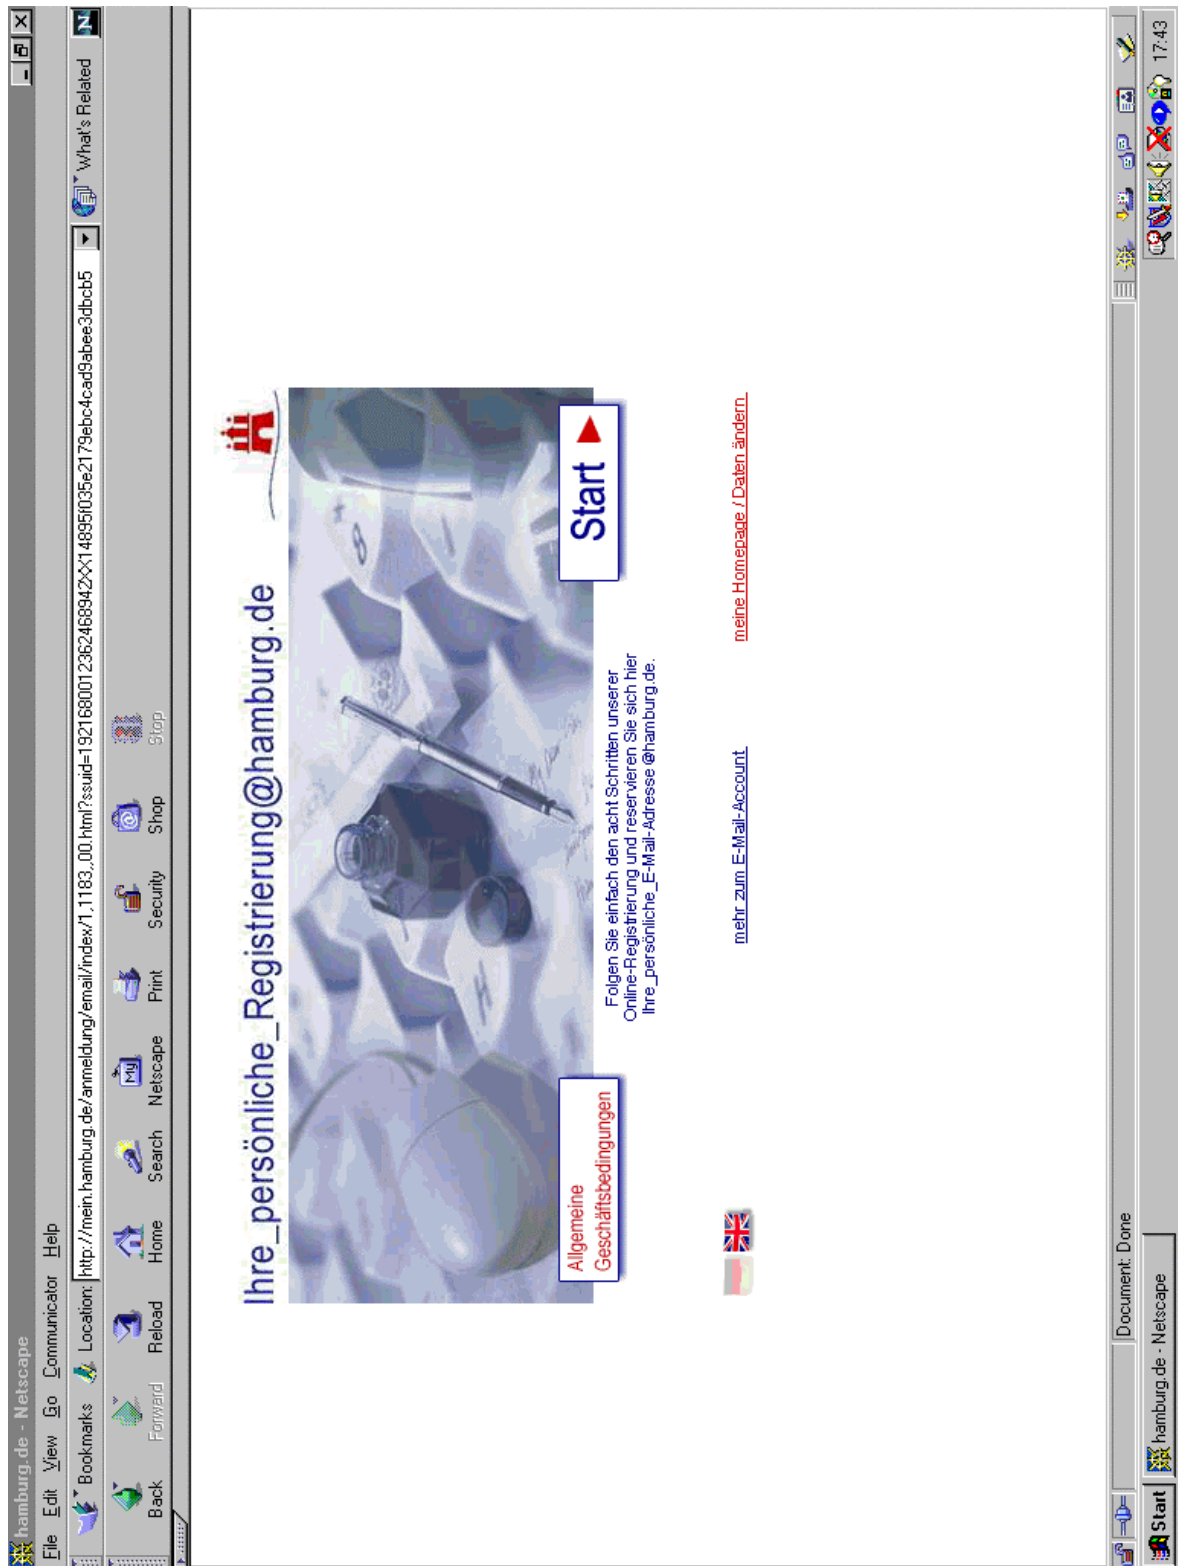 hamburg.de - Netscape
File Edit View Go Communicator Help
Bookmarks Location: http://mein.hamburg.de/anmeldung/email/index/1,1183,,00.html?ssuid=19216800012362468942XX14895f035e2179ebc4cad9abee3dbcb5 What's Related
Back Forward Reload Home Search Netscape Print Security Shop Stop
My
Ihre_persönliche_Registrierung@hamburg.de
Allgemeine
Geschäftsbedingungen
Start
Folgen Sie einfach den acht Schritten unserer
Online-Registrierung und reservieren Sie sich hier
Ihre_persönliche_E-Mail-Adresse@hamburg.de.
mehr zum E-Mail-Account meine Homepage / Daten ändern
Document: Done
Start hamburg.de - Netscape 17:43